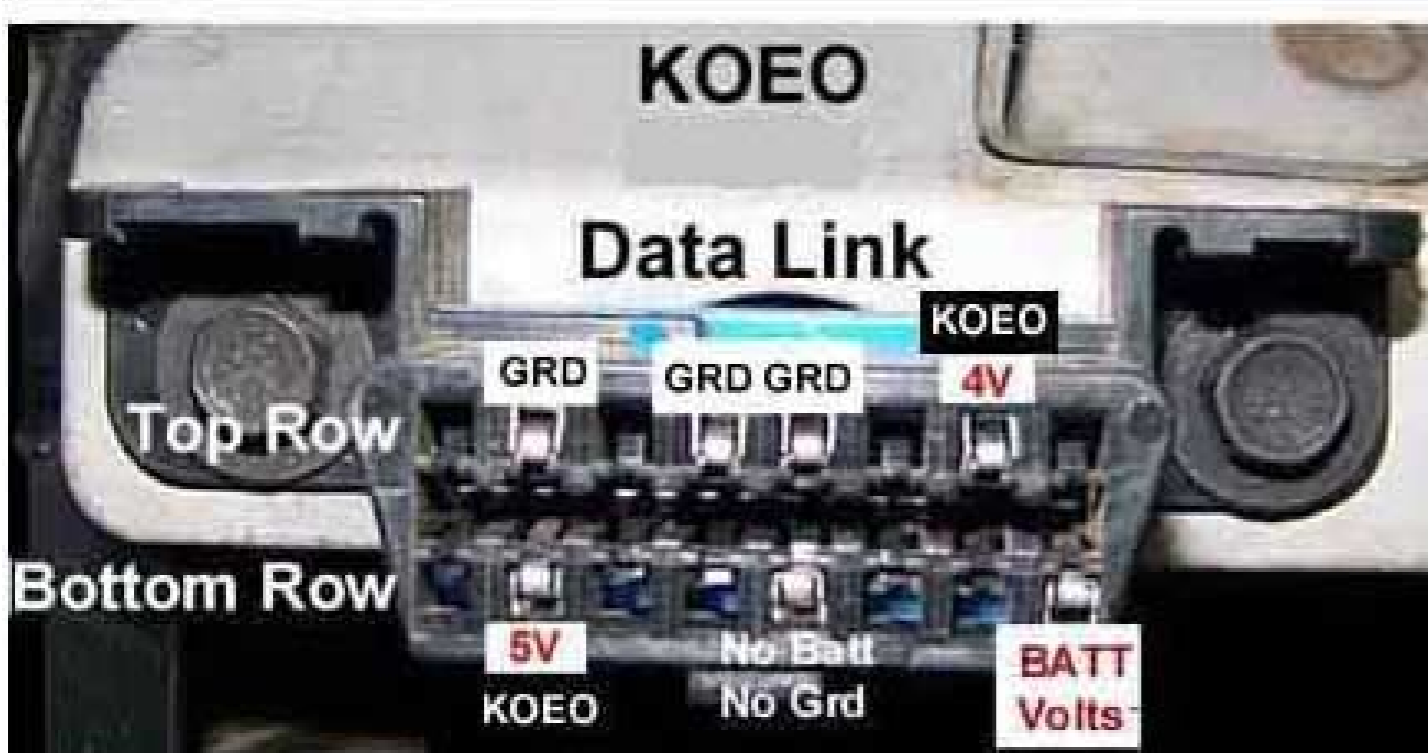 KOEO
Data Link
KOEO
GRD
GRD GRD
4V
Top Row
Bottom Row
5V
KOEO
No Batt
No Grd
BATT
Volts